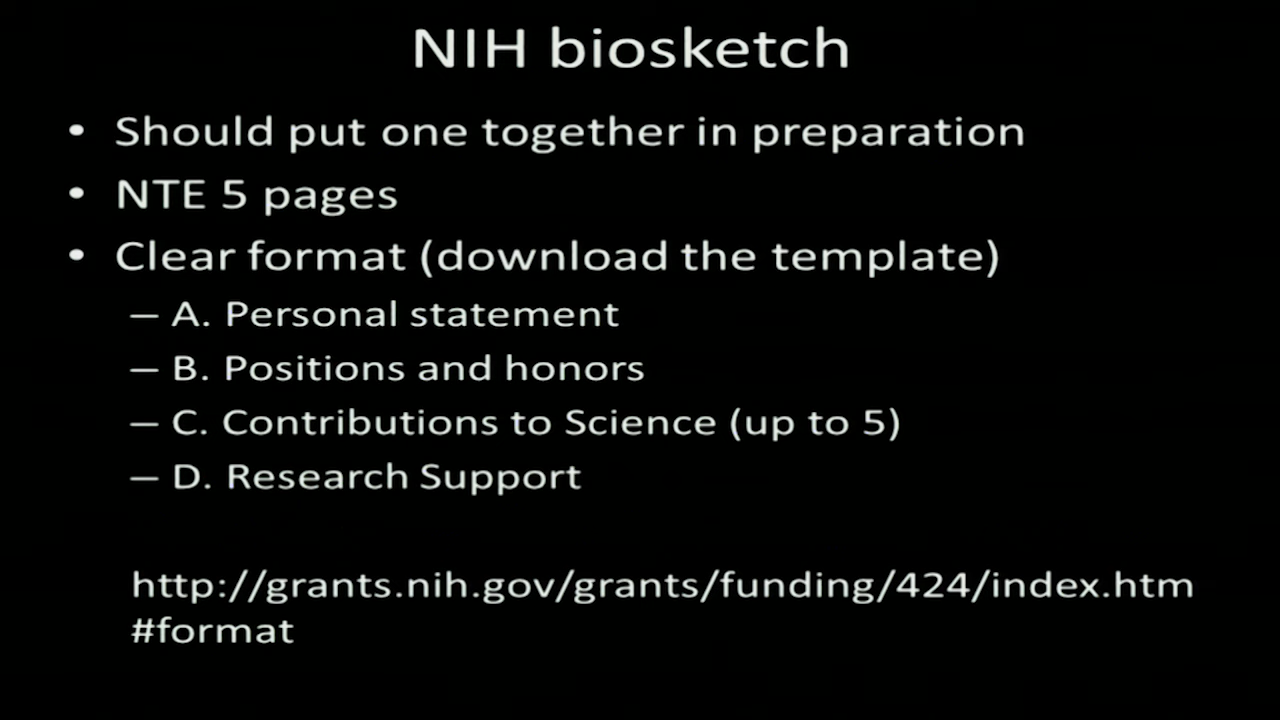 NIH biosketch
• Should put one together in preparation
• NTE 5 pages
• Clear format (download the template)
– A. Personal statement
– B. Positions and honors
– C. Contributions to Science (up to 5)
– D. Research Support
http://grants.nih.gov/grants/funding/424/index.htm
#format